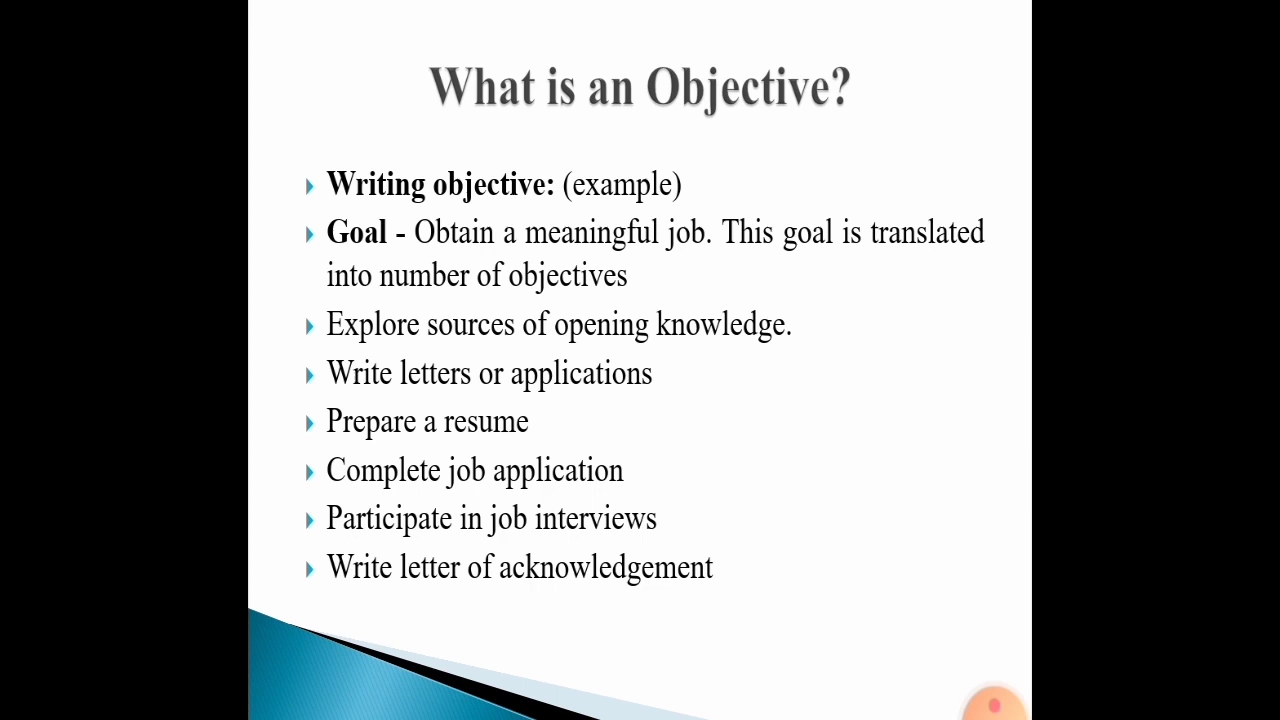 What is an Objective?
Writing objective: (example)
Goal - Obtain a meaningful job. This goal is translated
into number of objectives
Explore sources of opening knowledge.
Write letters or applications
Prepare a resume
Complete job application
Participate in job interviews
Write letter of acknowledgement